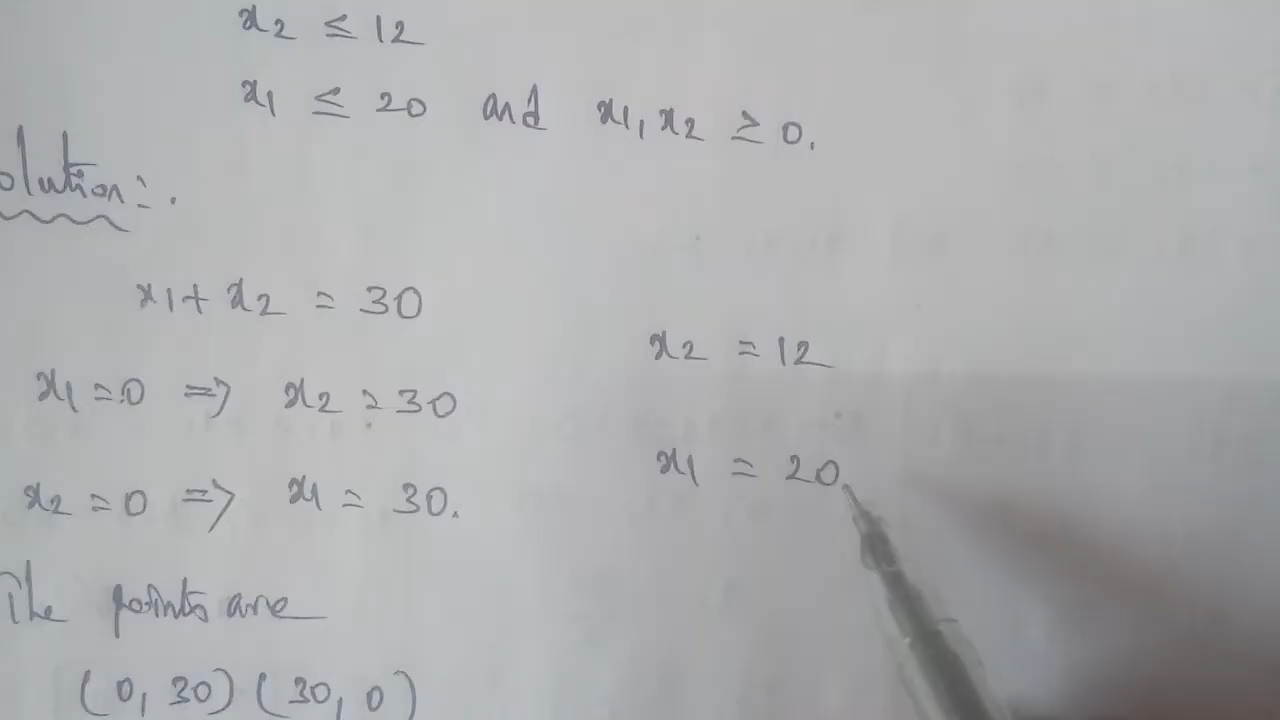 x2 ≤ 12
x1 ≤ 20 and x1, x2 ≥ 0.
olution:.
x1 + x2 = 30
x1 = 0 ⇒ x2 = 30
x2 = 0 ⇒ x1 = 30.
The points are
(0, 30) (30, 0)
x2 = 12
x1 = 20